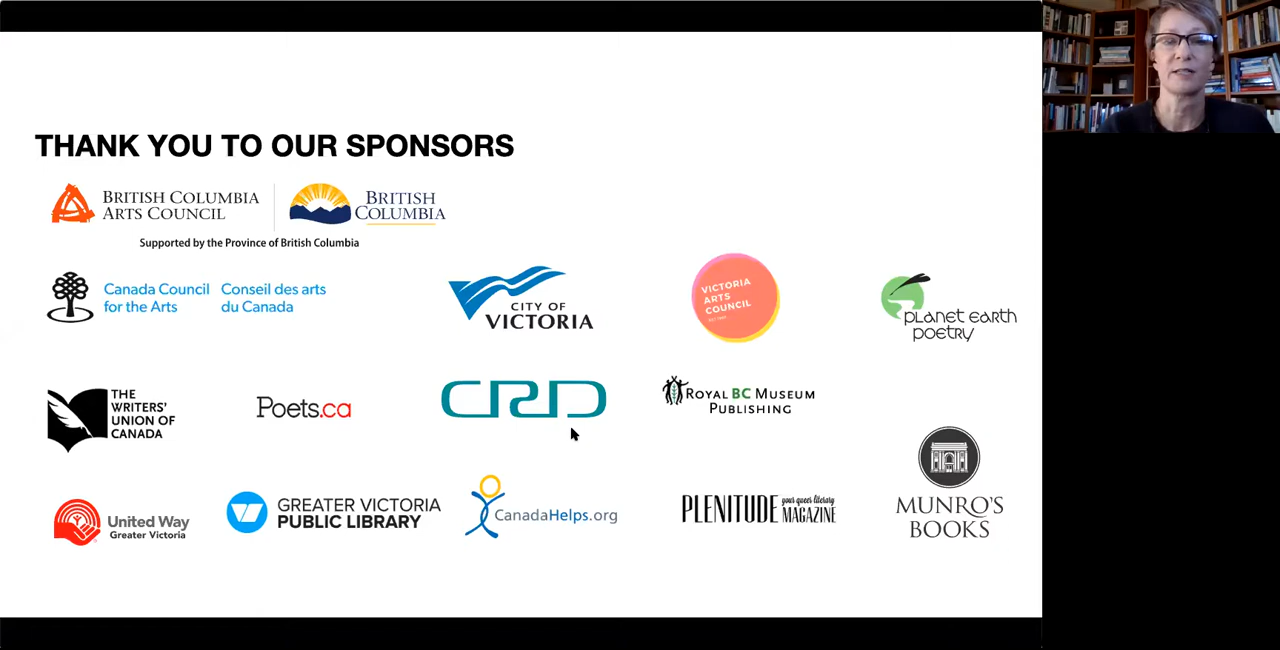 THANK YOU TO OUR SPONSORS
BRITISH COLUMBIA
ARTS COUNCIL
BRITISH
COLUMBIA
Supported by the Province of British Columbia
Canada Council
for the Arts
Conseil des arts
du Canada
CITY OF
VICTORIA
VICTORIA
ARTS
COUNCIL
planet earth
poetry
THE
WRITERS'
UNION OF
CANADA
Poets.ca
CRD
ROYAL BC MUSEUM
PUBLISHING
United Way
Greater Victoria
GREATER VICTORIA
PUBLIC LIBRARY
CanadaHelps.org
PLENITUDE your queer literary
MAGAZINE
MUNRO'S
BOOKS